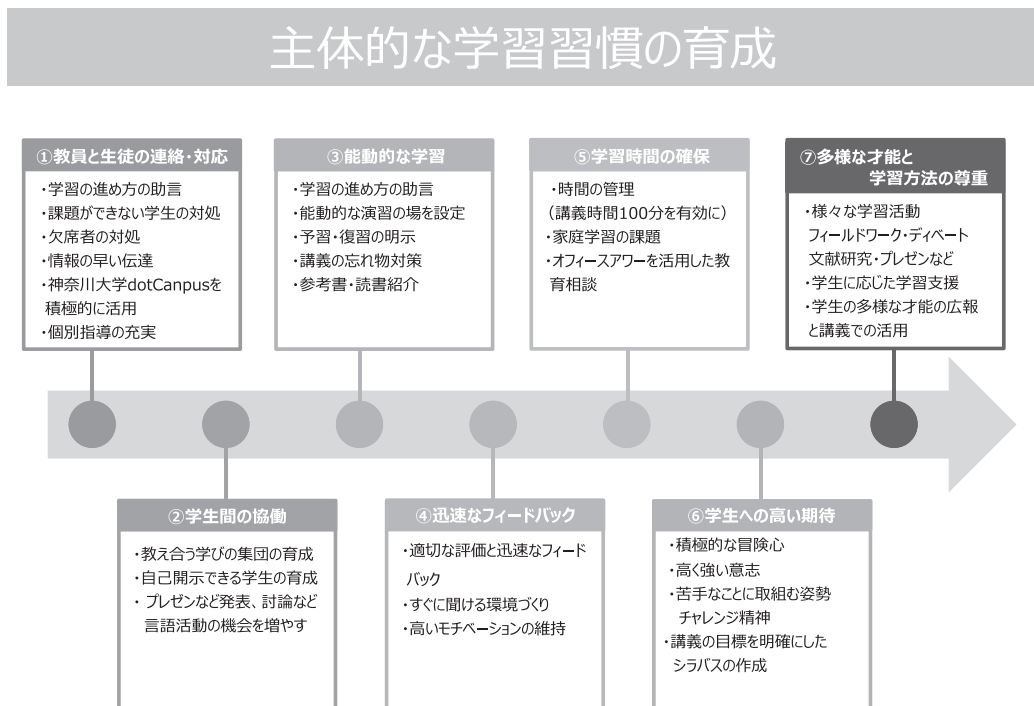 主体的な学習習慣の育成
①教員と生徒の連絡・対応
・学習の進め方の助言
・課題ができない学生の対処
・欠席者の対処
・情報の早い伝達
・神奈川大学dotCanpusを
積極的に活用
・個別指導の充実
②学生間の協働
・教え合う学びの集団の育成
・自己開示できる学生の育成
・ プレゼンなど発表、討論など
言語活動の機会を増やす
③能動的な学習
・学習の進め方の助言
・能動的な演習の場を設定
・予習・復習の明示
・講義の忘れ物対策
・参考書・読書紹介
④迅速なフィードバック
・適切な評価と迅速なフィード
バック
・すぐに聞ける環境づくり
・高いモチベーションの維持
⑤学習時間の確保
・時間の管理
(講義時間100分を有効に)
・家庭学習の課題
・オフィースアワーを活用した教
育相談
⑥学生への高い期待
・積極的な冒険心
・高く強い意志
・苦手なことに取組む姿勢
チャレンジ精神
・講義の目標を明確にした
シラバスの作成
⑦多様な才能と
学習方法の尊重
・様々な学習活動
フィールドワーク・ディベート
文献研究・プレゼンなど
・学生に応じた学習支援
・学生の多様な才能の広報
と講義での活用